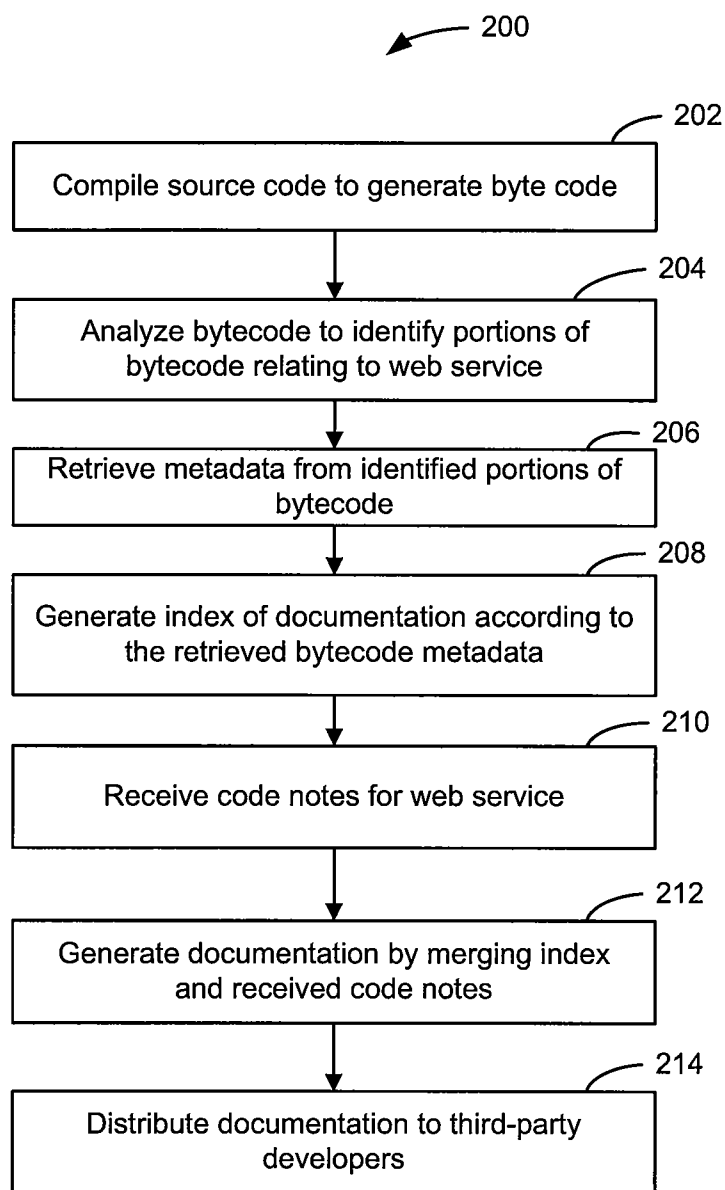 200
202
Compile source code to generate byte code
204
Analyze bytecode to identify portions of
bytecode relating to web service
206
Retrieve metadata from identified portions of
bytecode
208
Generate index of documentation according to
the retrieved bytecode metadata
210
Receive code notes for web service
212
Generate documentation by merging index
and received code notes
214
Distribute documentation to third-party
developers